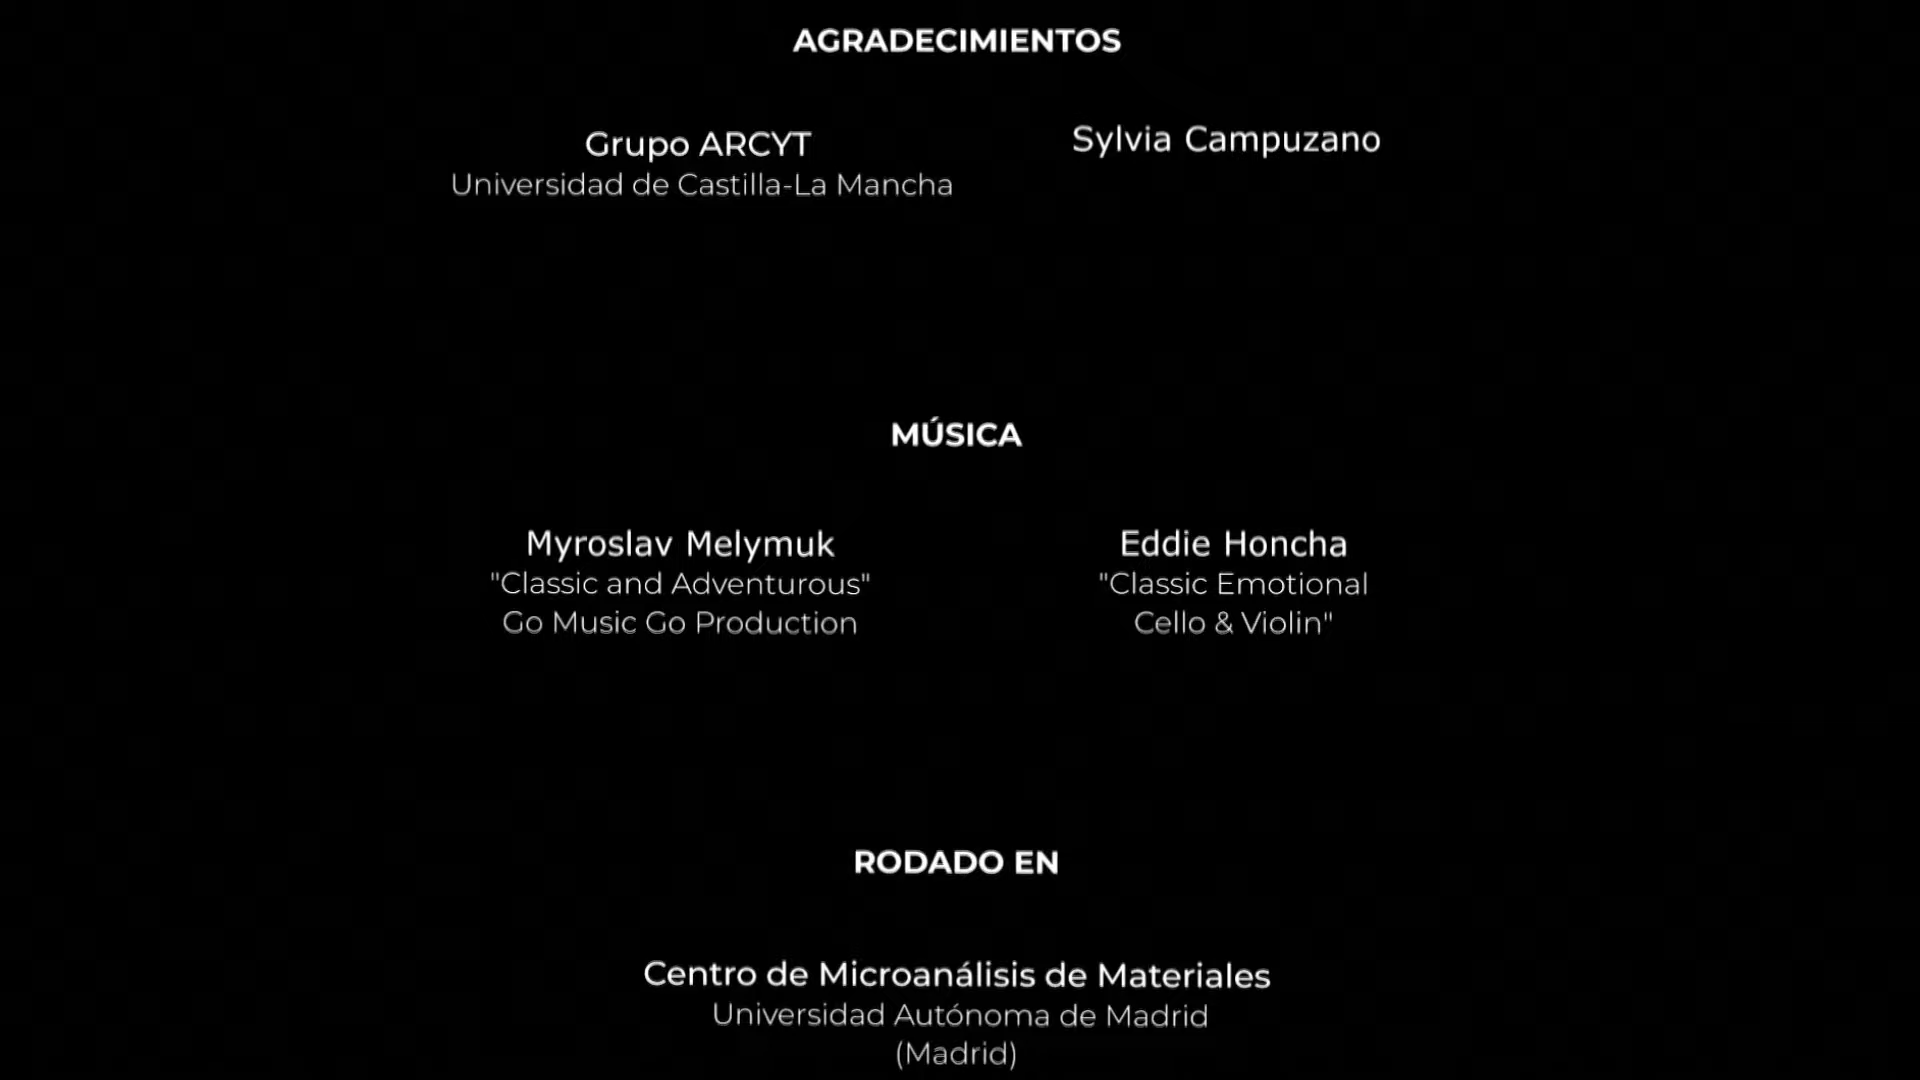 AGRADECIMIENTOS
Grupo ARCYT
Universidad de Castilla-La Mancha
Sylvia Campuzano
MÚSICA
Myroslav Melymuk
"Classic and Adventurous"
Go Music Go Production
Eddie Honcha
"Classic Emotional
Cello & Violin"
RODADO EN
Centro de Microanálisis de Materiales
Universidad Autónoma de Madrid
(Madrid)